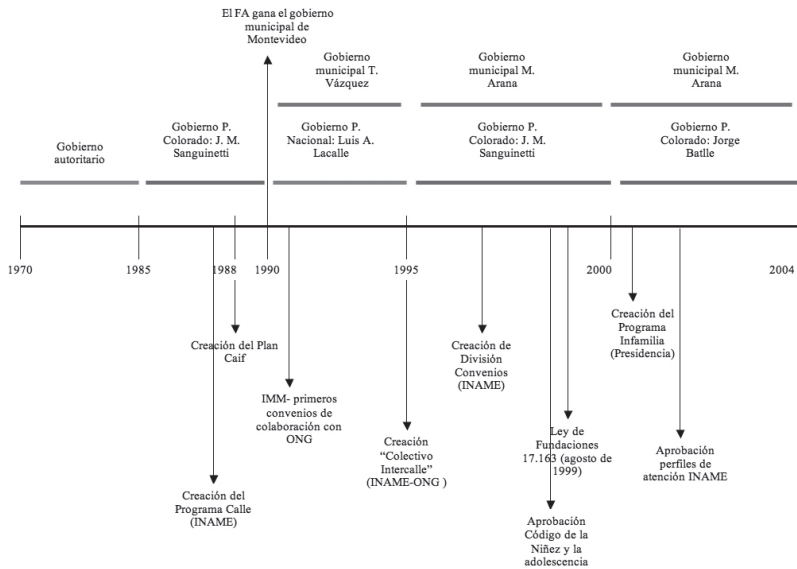 El FA gana el gobierno
municipal de
Montevideo
Gobierno
municipal T.
Vázquez
Gobierno
municipal M.
Arana
Gobierno
municipal M.
Arana
Gobierno
autoritario
Gobierno P.
Colorado: J. M.
Sanguinetti
Gobierno P.
Nacional: Luis A.
Lacalle
Gobierno P.
Colorado: J. M.
Sanguinetti
Gobierno P.
Colorado: Jorge
Batlle
1970
1985
1988
1990
1995
2000
2004
Creación del Plan
Caif
Creación del
Programa Calle
(INAME)
IMM- primeros
convenios de
colaboración con
ONG
Creación
“Colectivo
Intercalle”
(INAME-ONG )
Creación de
División
Convenios
(INAME)
Ley de
Fundaciones
17.163 (agosto de
1999)
Aprobación
Código de la
Niñez y la
adolescencia
Creación del
Programa
Infamilia
(Presidencia)
Aprobación
perfiles de
atención INAME